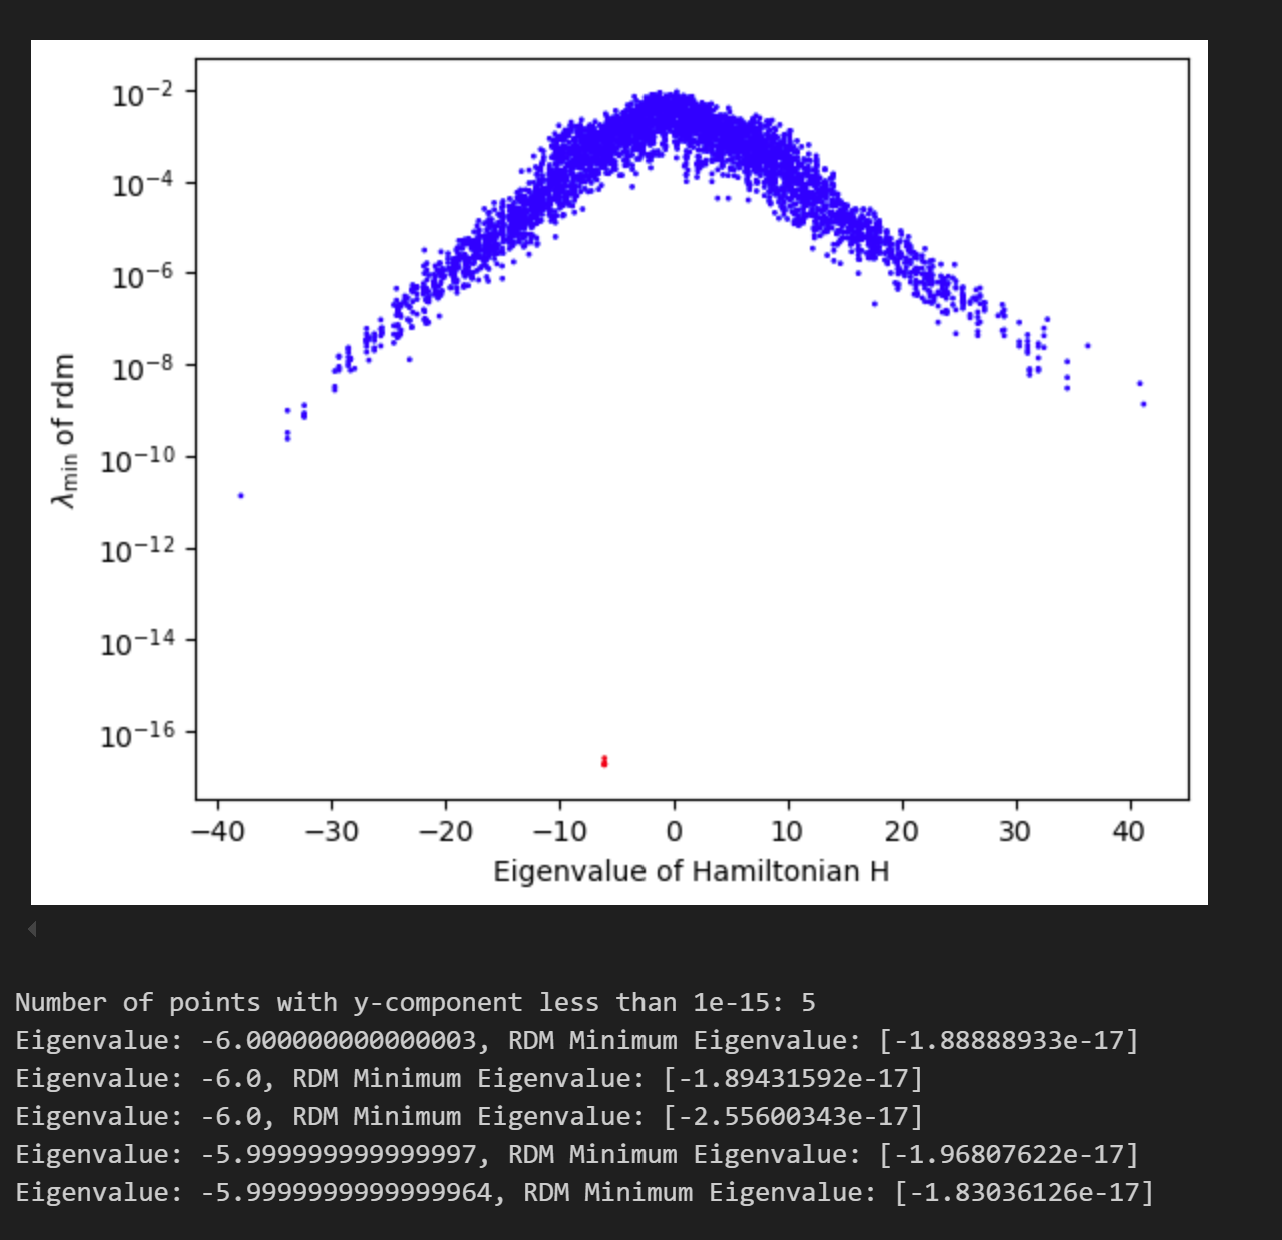 10⁻²
10⁻⁴
10⁻⁶
10⁻⁸
10⁻¹⁰
10⁻¹²
10⁻¹⁴
10⁻¹⁶
λmin of rdm
−40 −30 −20 −10 0 10 20 30 40
Eigenvalue of Hamiltonian H
Number of points with y-component less than 1e-15: 5
Eigenvalue: -6.000000000000003, RDM Minimum Eigenvalue: [-1.88888933e-17]
Eigenvalue: -6.0, RDM Minimum Eigenvalue: [-1.89431592e-17]
Eigenvalue: -6.0, RDM Minimum Eigenvalue: [-2.55600343e-17]
Eigenvalue: -5.999999999999997, RDM Minimum Eigenvalue: [-1.96807622e-17]
Eigenvalue: -5.9999999999999964, RDM Minimum Eigenvalue: [-1.83036126e-17]